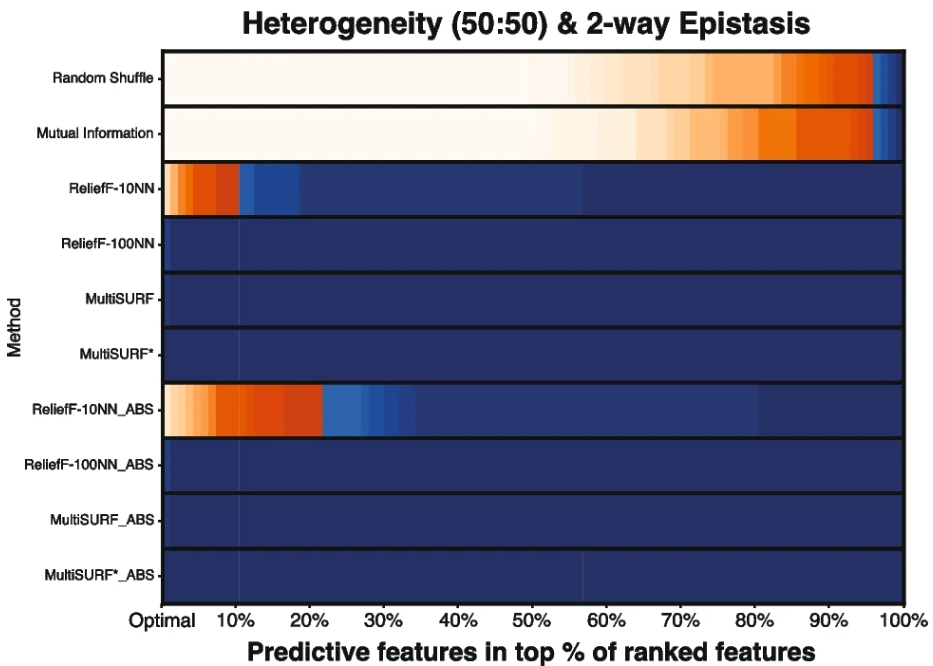 Heterogeneity (50:50) & 2-way Epistasis
Random Shuffle
Mutual Information
ReliefF-10NN
ReliefF-100NN
MultiSURF
MultiSURF*
ReliefF-10NN_ABS
ReliefF-100NN_ABS
MultiSURF_ABS
MultiSURF*_ABS
Method
Optimal 10% 20% 30% 40% 50% 60% 70% 80% 90% 100%
Predictive features in top % of ranked features